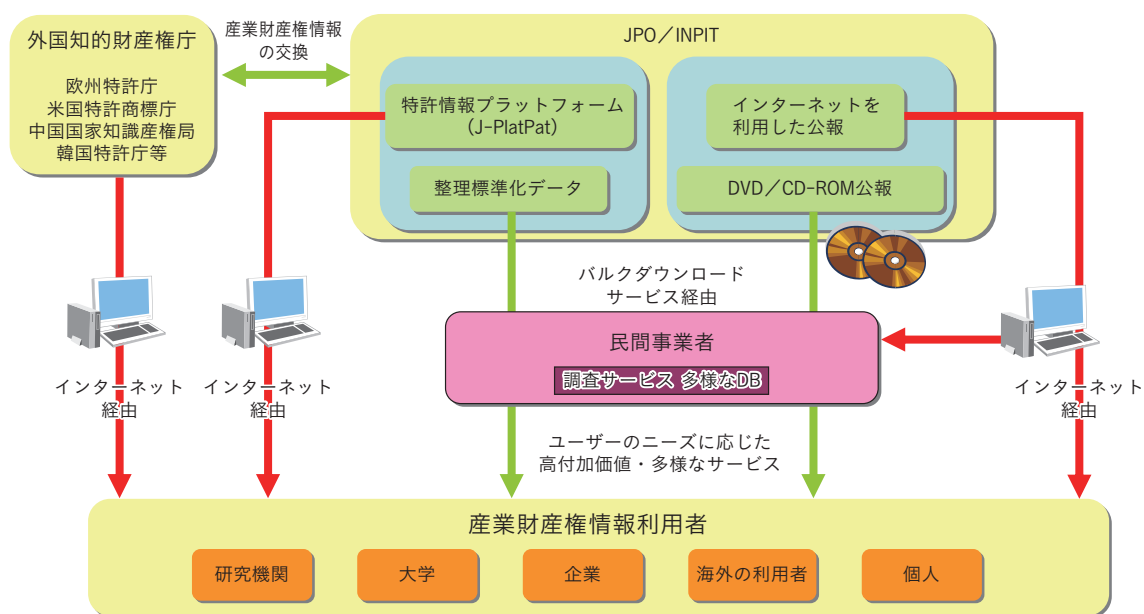 外国知的財産権庁
欧州特許庁
米国特許商標庁
中国国家知識産権局
韓国特許庁等
産業財産権情報
の交換
JPO／INPIT
特許情報プラットフォーム
（J-PlatPat）
整理標準化データ
インターネットを
利用した公報
DVD／CD-ROM公報
バルクダウンロード
サービス経由
民間事業者
調査サービス 多様なDB
インターネット
経由
インターネット
経由
インターネット
経由
ユーザーのニーズに応じた
高付加価値・多様なサービス
産業財産権情報利用者
研究機関
大学
企業
海外の利用者
個人